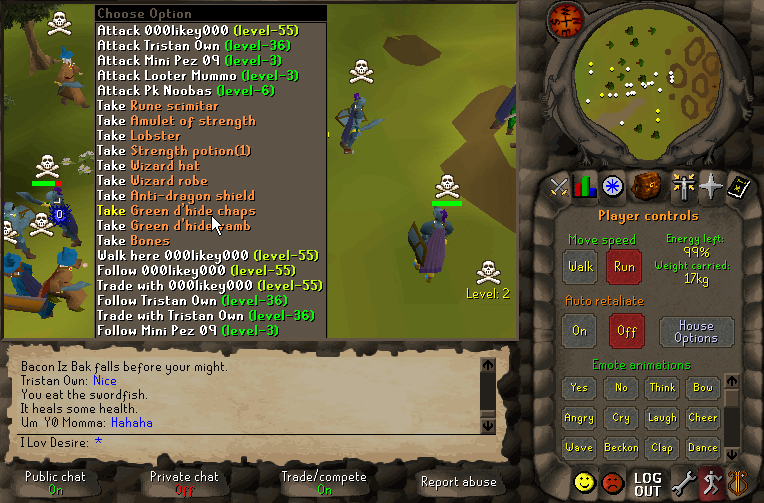 Choose Option
Attack 000likey000 (level-55)
Attack Tristan Own (level-36)
Attack Mini Pez 09 (level-3)
Attack Looter Mummo (level-3)
Attack Pk Noobas (level-6)
Take Rune scimitar
Take Amulet of strength
Take Lobster
Take Strength potion(1)
Take Wizard hat
Take Wizard robe
Take Anti-dragon shield
Take Green d'hide chaps
Take Green d'hide vamb
Take Bones
Walk here 000likey000 (level-55)
Follow 000likey000 (level-55)
Trade with 000likey000 (level-55)
Follow Tristan Own (level-36)
Trade with Tristan Own (level-36)
Follow Mini Pez 09 (level-3)
0
Level: 2
Bacon Iz Bak falls before your might.
Tristan Own: Nice
You eat the swordfish.
It heals some health.
Um Y0 Momma: Hahaha
I Lov Desire: *
Public chat
On
Private chat
Off
Trade/compete
On
Report abuse
Player controls
Move speed
Walk
Run
Energy left:
99%
Weight carried:
17kg
Auto retaliate
On
Off
House
Options
Emote animations
Yes
No
Think
Bow
Angry
Cry
Laugh
Cheer
Wave
Beckon
Clap
Dance
LOG
OUT